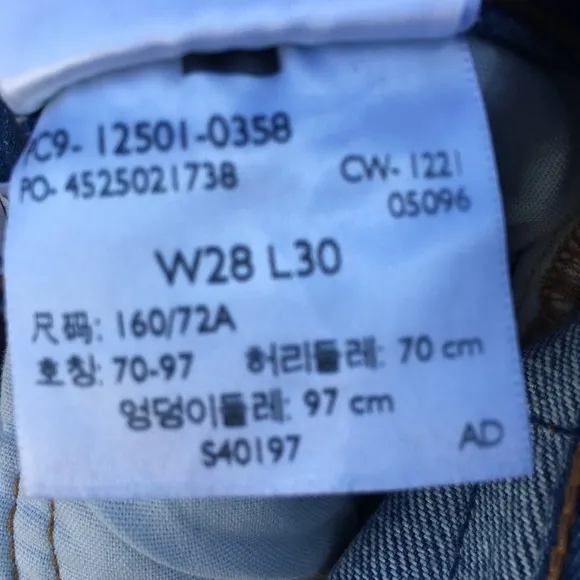 PC9- 12501-0358
PO- 4525021738
CW- 1221
05096
W28 L30
尺码: 160/72A
호칭: 70-97 허리둘레: 70 cm
엉덩이둘레: 97 cm
S40197
AD